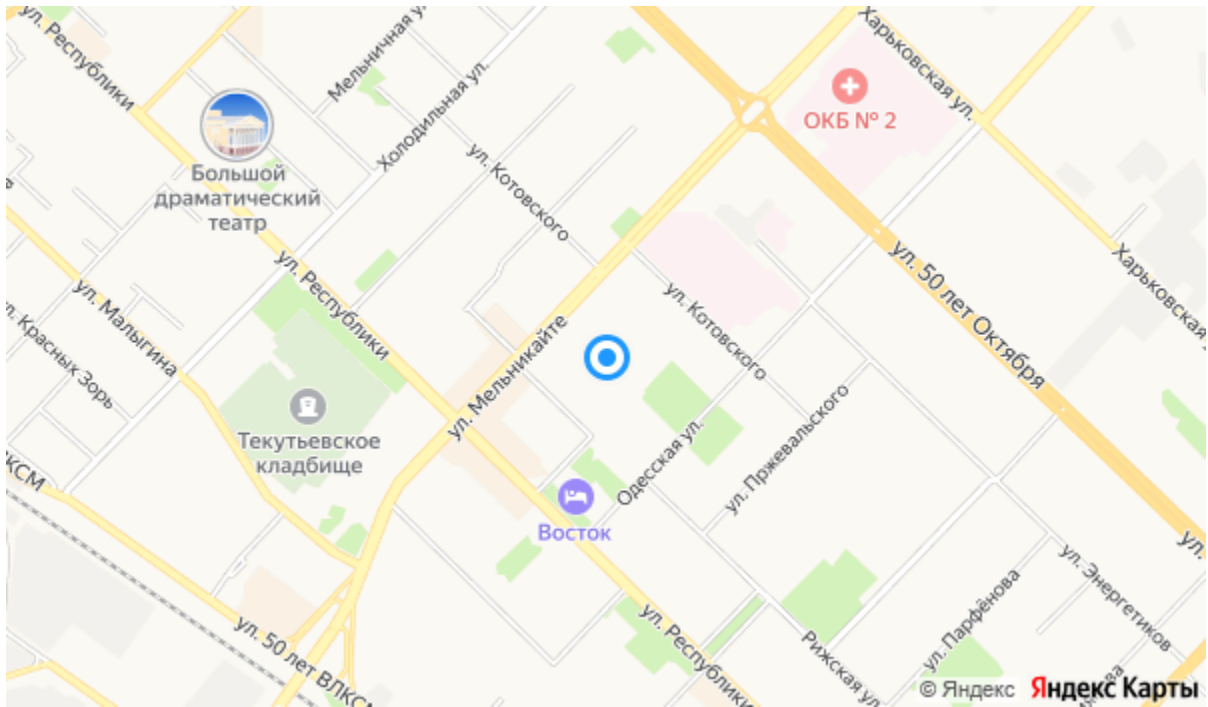 ул. Республики
Мельничная ул.
Харьковская ул.
Холодильная ул.
ОКБ № 2
Большой
драматический
театр
ул. Котовского
ул. Республики
ул. 50 лет Октября
Харьковская
ул. Малыгина
ул. Красных Зорь
ул. Котовского
ул. Мельникайте
ул. Пржевальского
Текутьевское
кладбище
Одесская ул.
КСМ
Восток
ул.
ул. Энергетиков
ул. Парфёнова
ул. 50 лет ВЛКСМ
ул. Республики
Рижская ул.
© Яндекс Яндекс Карты